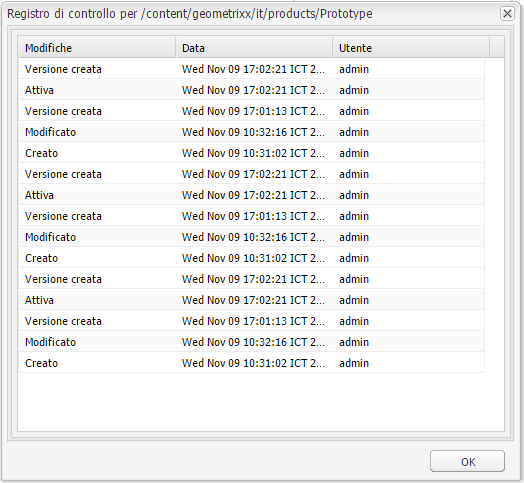 Registro di controllo per /content/geometrixx/it/products/Prototype
Modifiche Data Utente
Versione creata Wed Nov 09 17:02:21 ICT 2... admin
Attiva Wed Nov 09 17:02:21 ICT 2... admin
Versione creata Wed Nov 09 17:01:13 ICT 2... admin
Modificato Wed Nov 09 10:32:16 ICT 2... admin
Creato Wed Nov 09 10:31:02 ICT 2... admin
Versione creata Wed Nov 09 17:02:21 ICT 2... admin
Attiva Wed Nov 09 17:02:21 ICT 2... admin
Versione creata Wed Nov 09 17:01:13 ICT 2... admin
Modificato Wed Nov 09 10:32:16 ICT 2... admin
Creato Wed Nov 09 10:31:02 ICT 2... admin
Versione creata Wed Nov 09 17:02:21 ICT 2... admin
Attiva Wed Nov 09 17:02:21 ICT 2... admin
Versione creata Wed Nov 09 17:01:13 ICT 2... admin
Modificato Wed Nov 09 10:32:16 ICT 2... admin
Creato Wed Nov 09 10:31:02 ICT 2... admin
OK